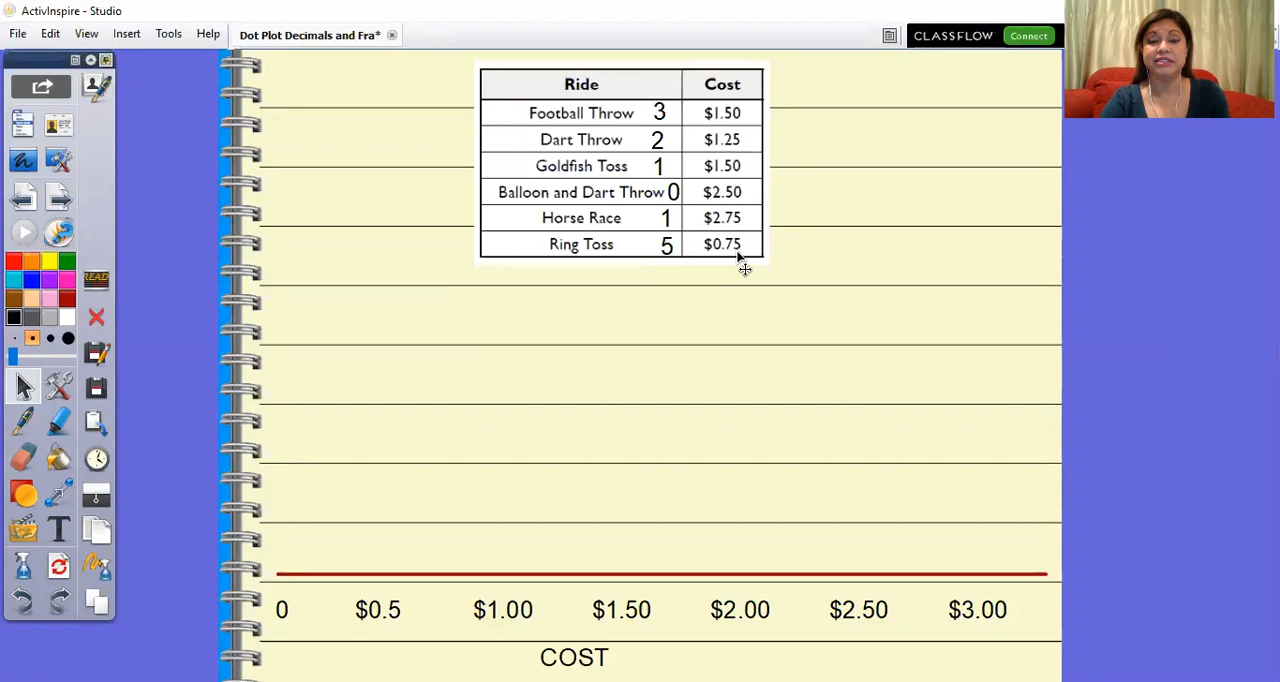 ActivInspire - Studio
File Edit View Insert Tools Help
Dot Plot Decimals and Fra*
CLASSFLOW Connect
Ride Cost
Football Throw 3 $1.50
Dart Throw 2 $1.25
Goldfish Toss 1 $1.50
Balloon and Dart Throw 0 $2.50
Horse Race 1 $2.75
Ring Toss 5 $0.75
READ
0 $0.5 $1.00 $1.50 $2.00 $2.50 $3.00
COST